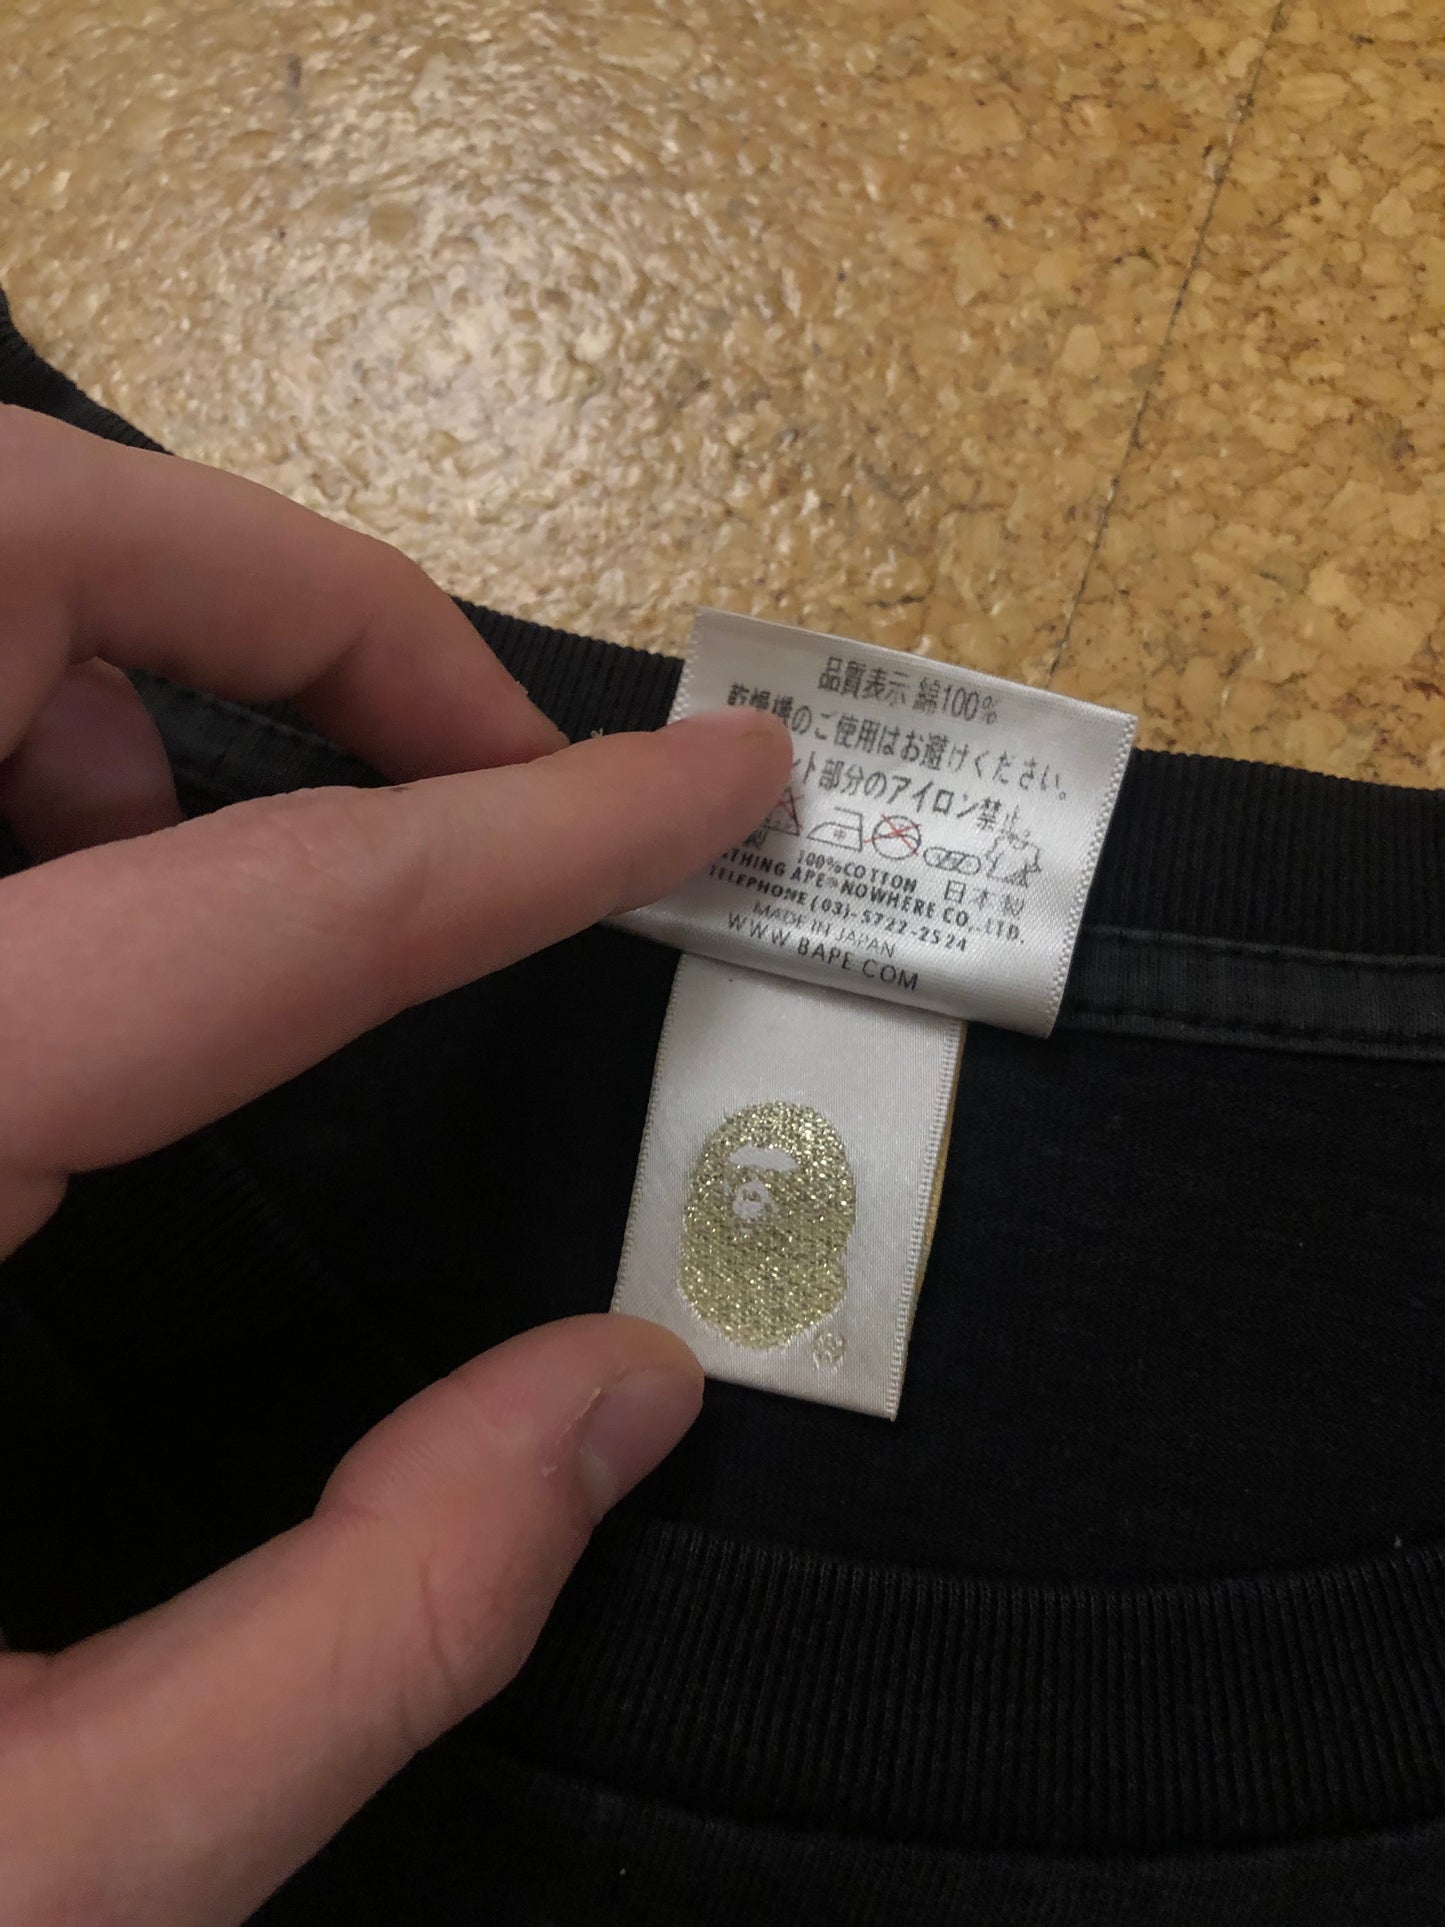 品質表示 綿100%
乾燥機のご使用はお避けください。
ント部分のアイロン禁止。
100%COTTON 日本製
THING APE® NOWHERE CO.,LTD.
TELEPHONE (03)-5722-2524
MADE IN JAPAN
WWW BAPE COM
®